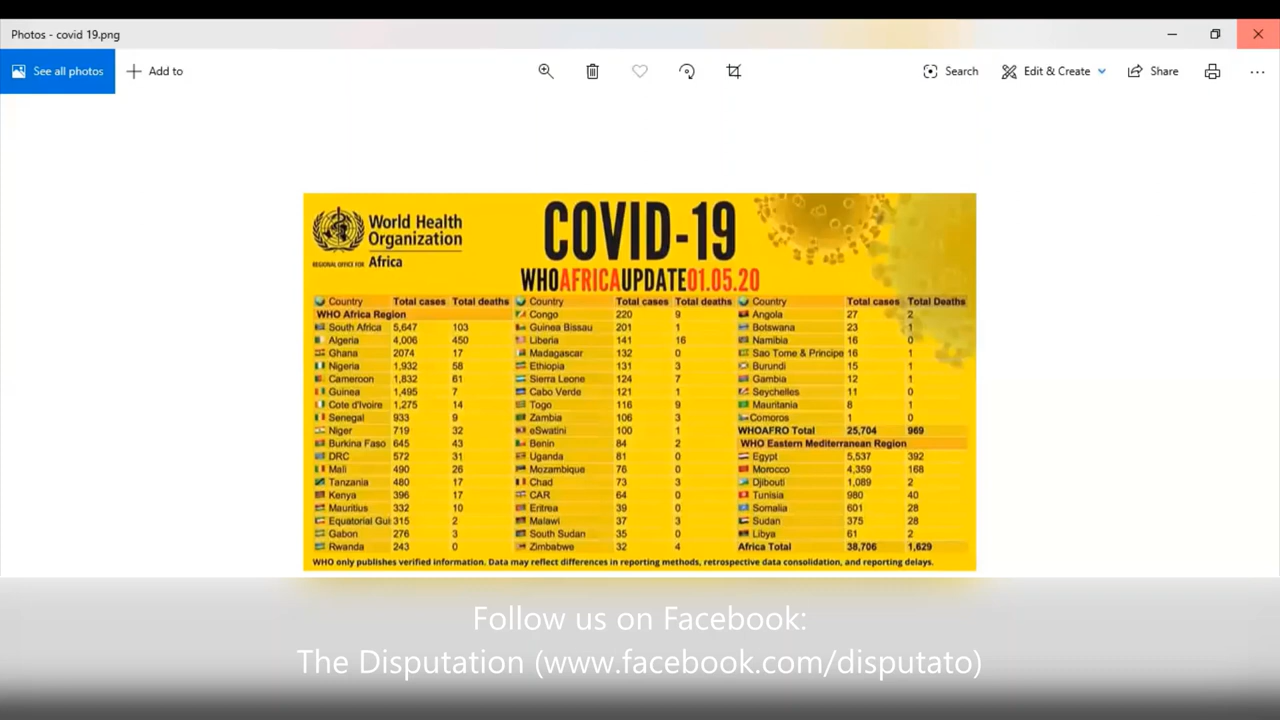 Photos - covid 19.png
See all photos
Add to
Search
Edit & Create
Share
World Health
Organization
REGIONAL OFFICE FOR Africa
COVID-19
WHOAFRICAUPDATE01.05.20
Country Total cases Total deaths Country Total cases Total deaths Country Total cases Total Deaths
WHO Africa Region Congo 220 9 Angola 27 2
South Africa 5,647 103 Guinea Bissau 201 1 Botswana 23 1
Algeria 4,006 450 Liberia 141 16 Namibia 16 0
Ghana 2074 17 Madagascar 132 0 Sao Tome & Principe 16 1
Nigeria 1,932 58 Ethiopia 131 3 Burundi 15 1
Cameroon 1,832 61 Sierra Leone 124 7 Gambia 12 1
Guinea 1,495 7 Cabo Verde 121 1 Seychelles 11 0
Cote d'Ivoire 1,275 14 Togo 116 9 Mauritania 8 1
Senegal 933 9 Zambia 106 3 Comoros 1 0
Niger 719 32 eSwatini 100 1 WHOAFRO Total 25,704 969
Burkina Faso 645 43 Benin 84 2 WHO Eastern Mediterranean Region
DRC 572 31 Uganda 81 0 Egypt 5,537 392
Mali 490 26 Mozambique 76 0 Morocco 4,359 168
Tanzania 480 17 Chad 73 3 Djibouti 1,089 2
Kenya 396 17 CAR 64 0 Tunisia 980 40
Mauritius 332 10 Eritrea 39 0 Somalia 601 28
Equatorial Gui 315 2 Malawi 37 3 Sudan 375 28
Gabon 276 3 South Sudan 35 0 Libya 61 2
Rwanda 243 0 Zimbabwe 32 4 Africa Total 38,706 1,629
WHO only publishes verified information. Data may reflect differences in reporting methods, retrospective data consolidation, and reporting delays.
Follow us on Facebook:
The Disputation (www.facebook.com/disputato)